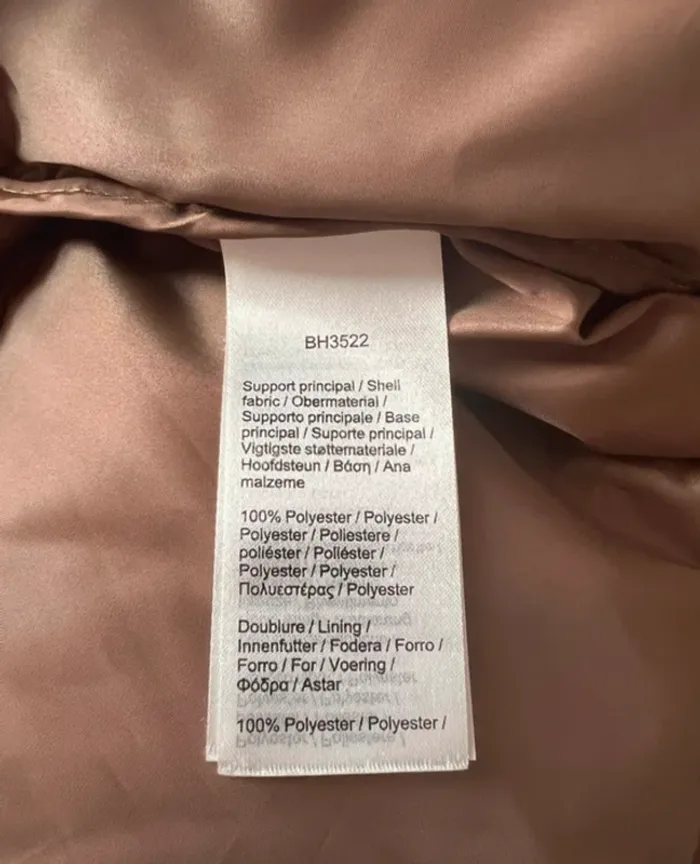 BH3522
Support principal / Shell
fabric / Obermaterial /
Supporto principale / Base
principal / Suporte principal /
Vigtigste støttemateriale /
Hoofdsteun / Βάση / Ana
malzeme
100% Polyester / Polyester /
Polyester / Poliestere /
poliéster / Poliéster /
Polyester / Polyester /
Πολυεστέρας / Polyester
Doublure / Lining /
Innenfutter / Fodera / Forro /
Forro / For / Voering /
Φόδρα / Astar
100% Polyester / Polyester /